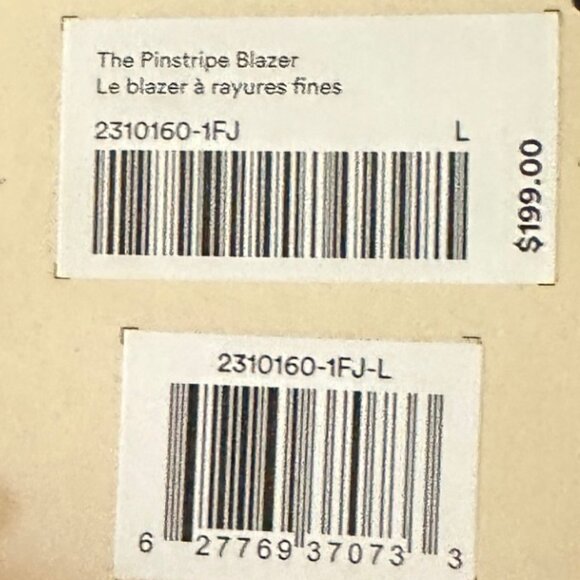 The Pinstripe Blazer
Le blazer à rayures fines
2310160-1FJ L
$199.00
2310160-1FJ-L
6 27769 37073 3